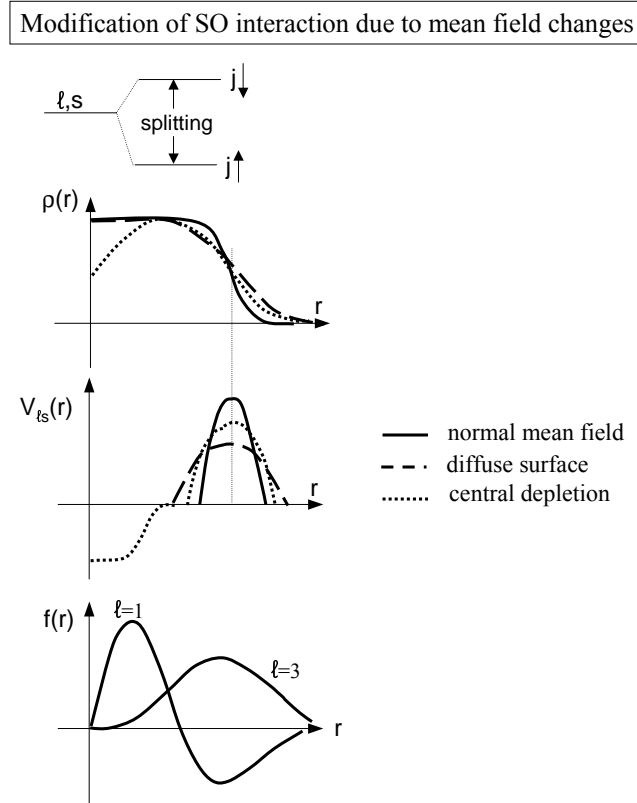 Modification of SO interaction due to mean field changes
ℓ,s
j↓
splitting
j↑
ρ(r)
r
Vℓs(r)
r
normal mean field
diffuse surface
central depletion
f(r)
ℓ=1
ℓ=3
r